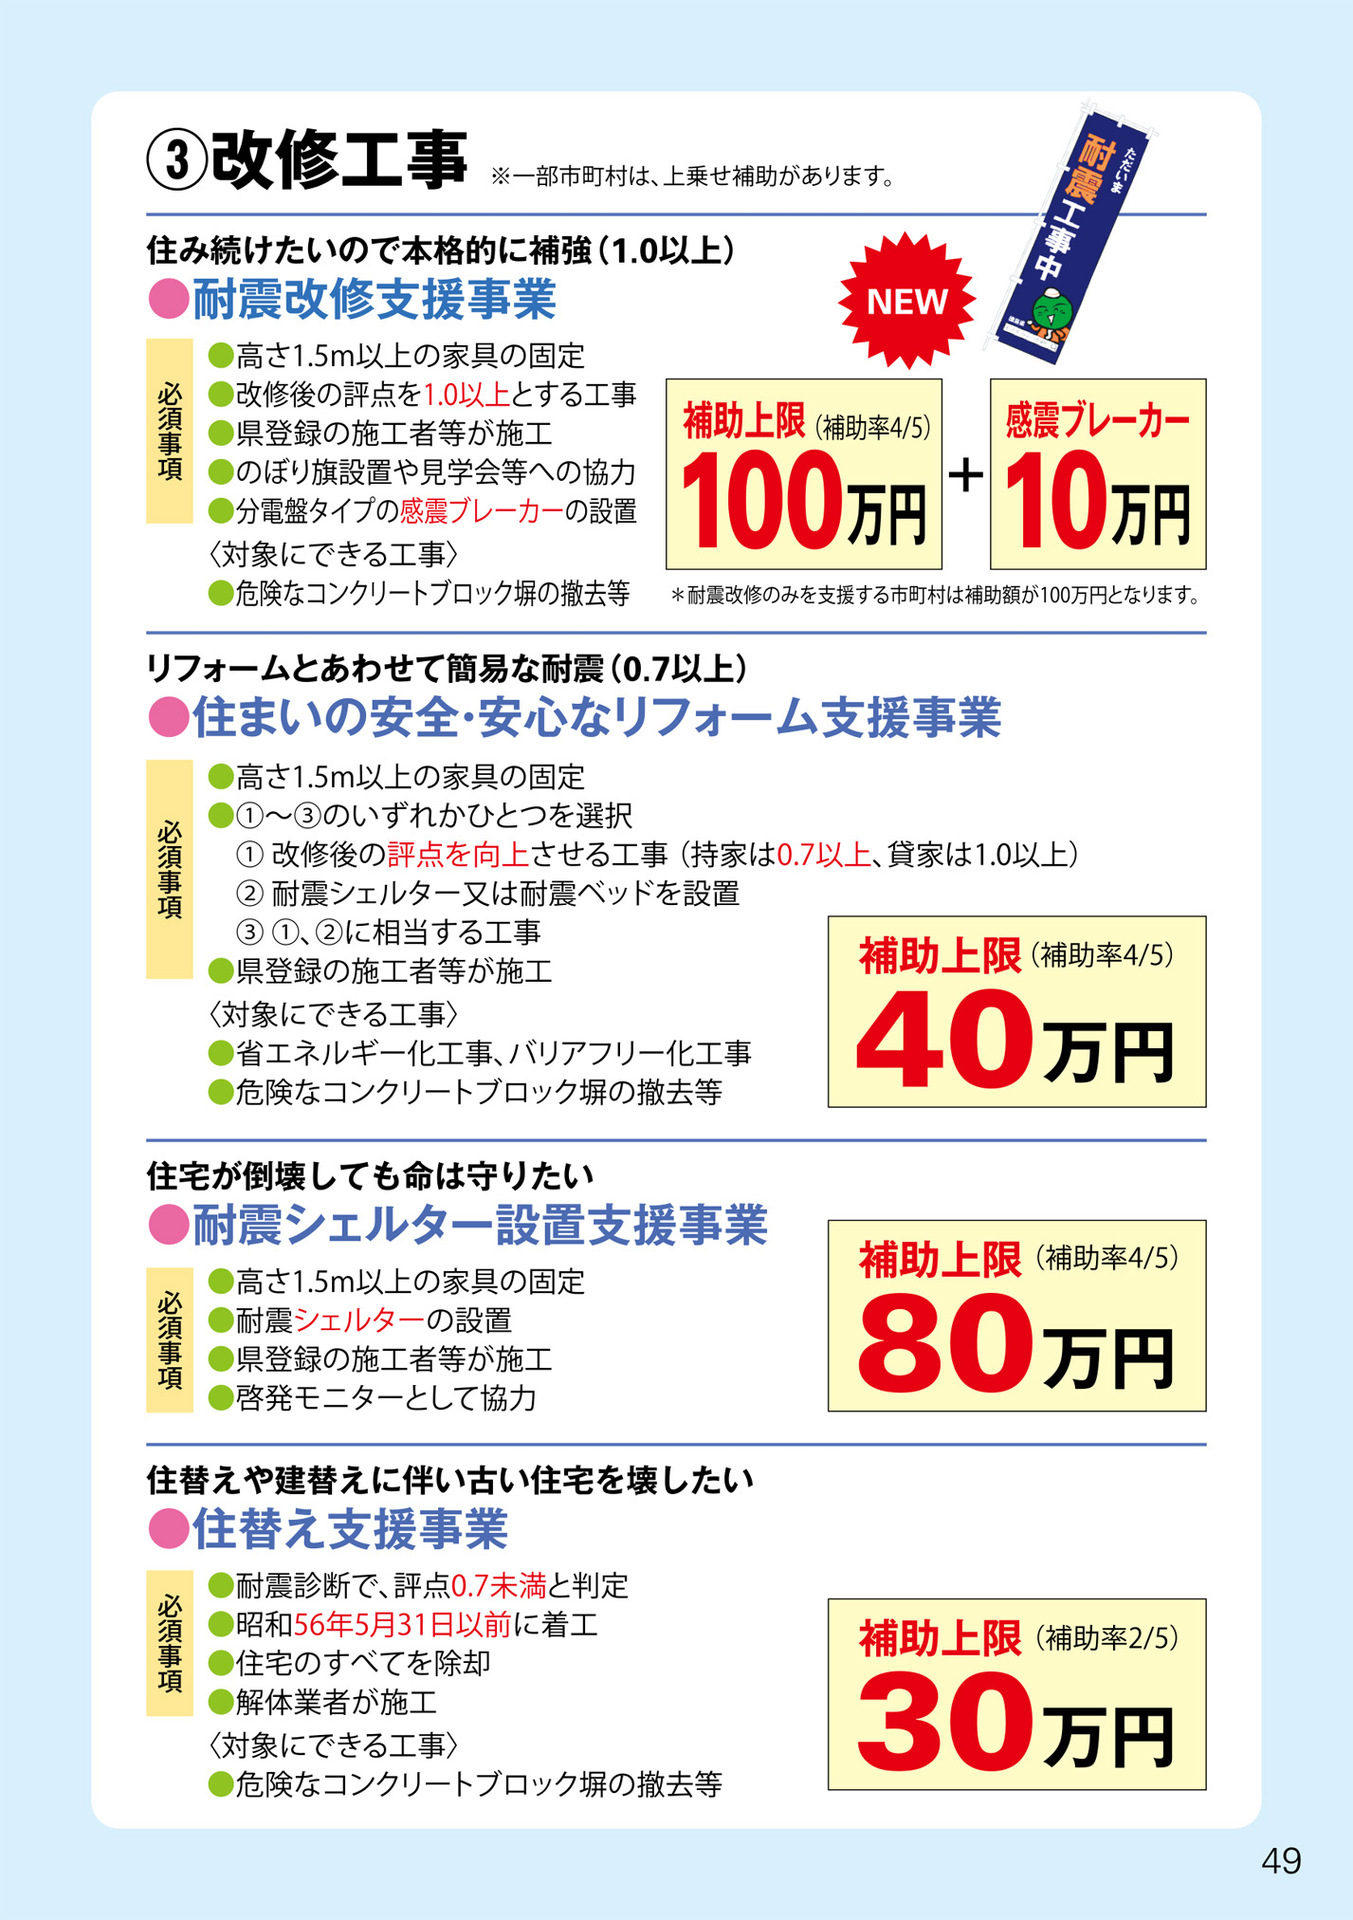 ③改修工事 ※一部市町村は、上乗せ補助があります。
ただいま
耐震工事中
住み続けたいので本格的に補強（1.0以上）
●耐震改修支援事業
NEW
必須事項
●高さ1.5m以上の家具の固定
●改修後の評点を1.0以上とする工事
●県登録の施工者等が施工
●のぼり旗設置や見学会等への協力
●分電盤タイプの感震ブレーカーの設置
〈対象にできる工事〉
●危険なコンクリートブロック塀の撤去等
補助上限（補助率4/5）
100万円
＋
感震ブレーカー
10万円
＊耐震改修のみを支援する市町村は補助額が100万円となります。
リフォームとあわせて簡易な耐震（0.7以上）
●住まいの安全・安心なリフォーム支援事業
必須事項
●高さ1.5m以上の家具の固定
●①～③のいずれかひとつを選択
① 改修後の評点を向上させる工事（持家は0.7以上、貸家は1.0以上）
② 耐震シェルター又は耐震ベッドを設置
③ ①、②に相当する工事
●県登録の施工者等が施工
〈対象にできる工事〉
●省エネルギー化工事、バリアフリー化工事
●危険なコンクリートブロック塀の撤去等
補助上限（補助率4/5）
40万円
住宅が倒壊しても命は守りたい
●耐震シェルター設置支援事業
必須事項
●高さ1.5m以上の家具の固定
●耐震シェルターの設置
●県登録の施工者等が施工
●啓発モニターとして協力
補助上限（補助率4/5）
80万円
住替えや建替えに伴い古い住宅を壊したい
●住替え支援事業
必須事項
●耐震診断で、評点0.7未満と判定
●昭和56年5月31日以前に着工
●住宅のすべてを除却
●解体業者が施工
〈対象にできる工事〉
●危険なコンクリートブロック塀の撤去等
補助上限（補助率2/5）
30万円
49